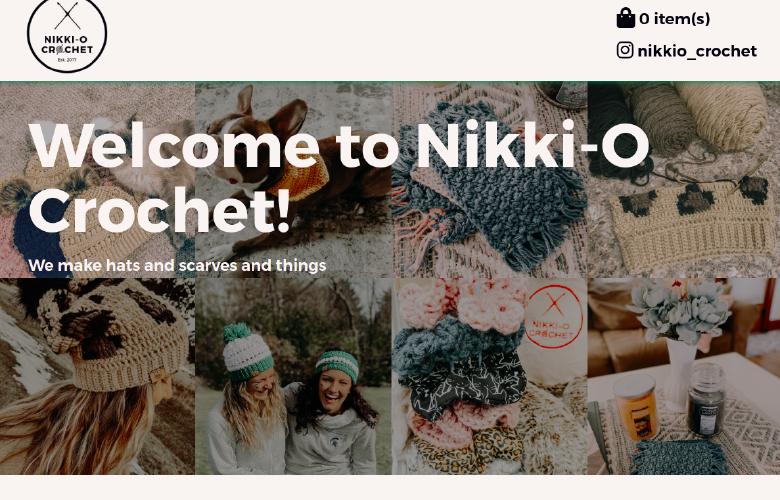 NIKKI-O
CROCHET
Est. 2017
0 item(s)
nikkio_crochet
Welcome to Nikki-O
Crochet!
We make hats and scarves and things
NIKKI-O
CROCHET